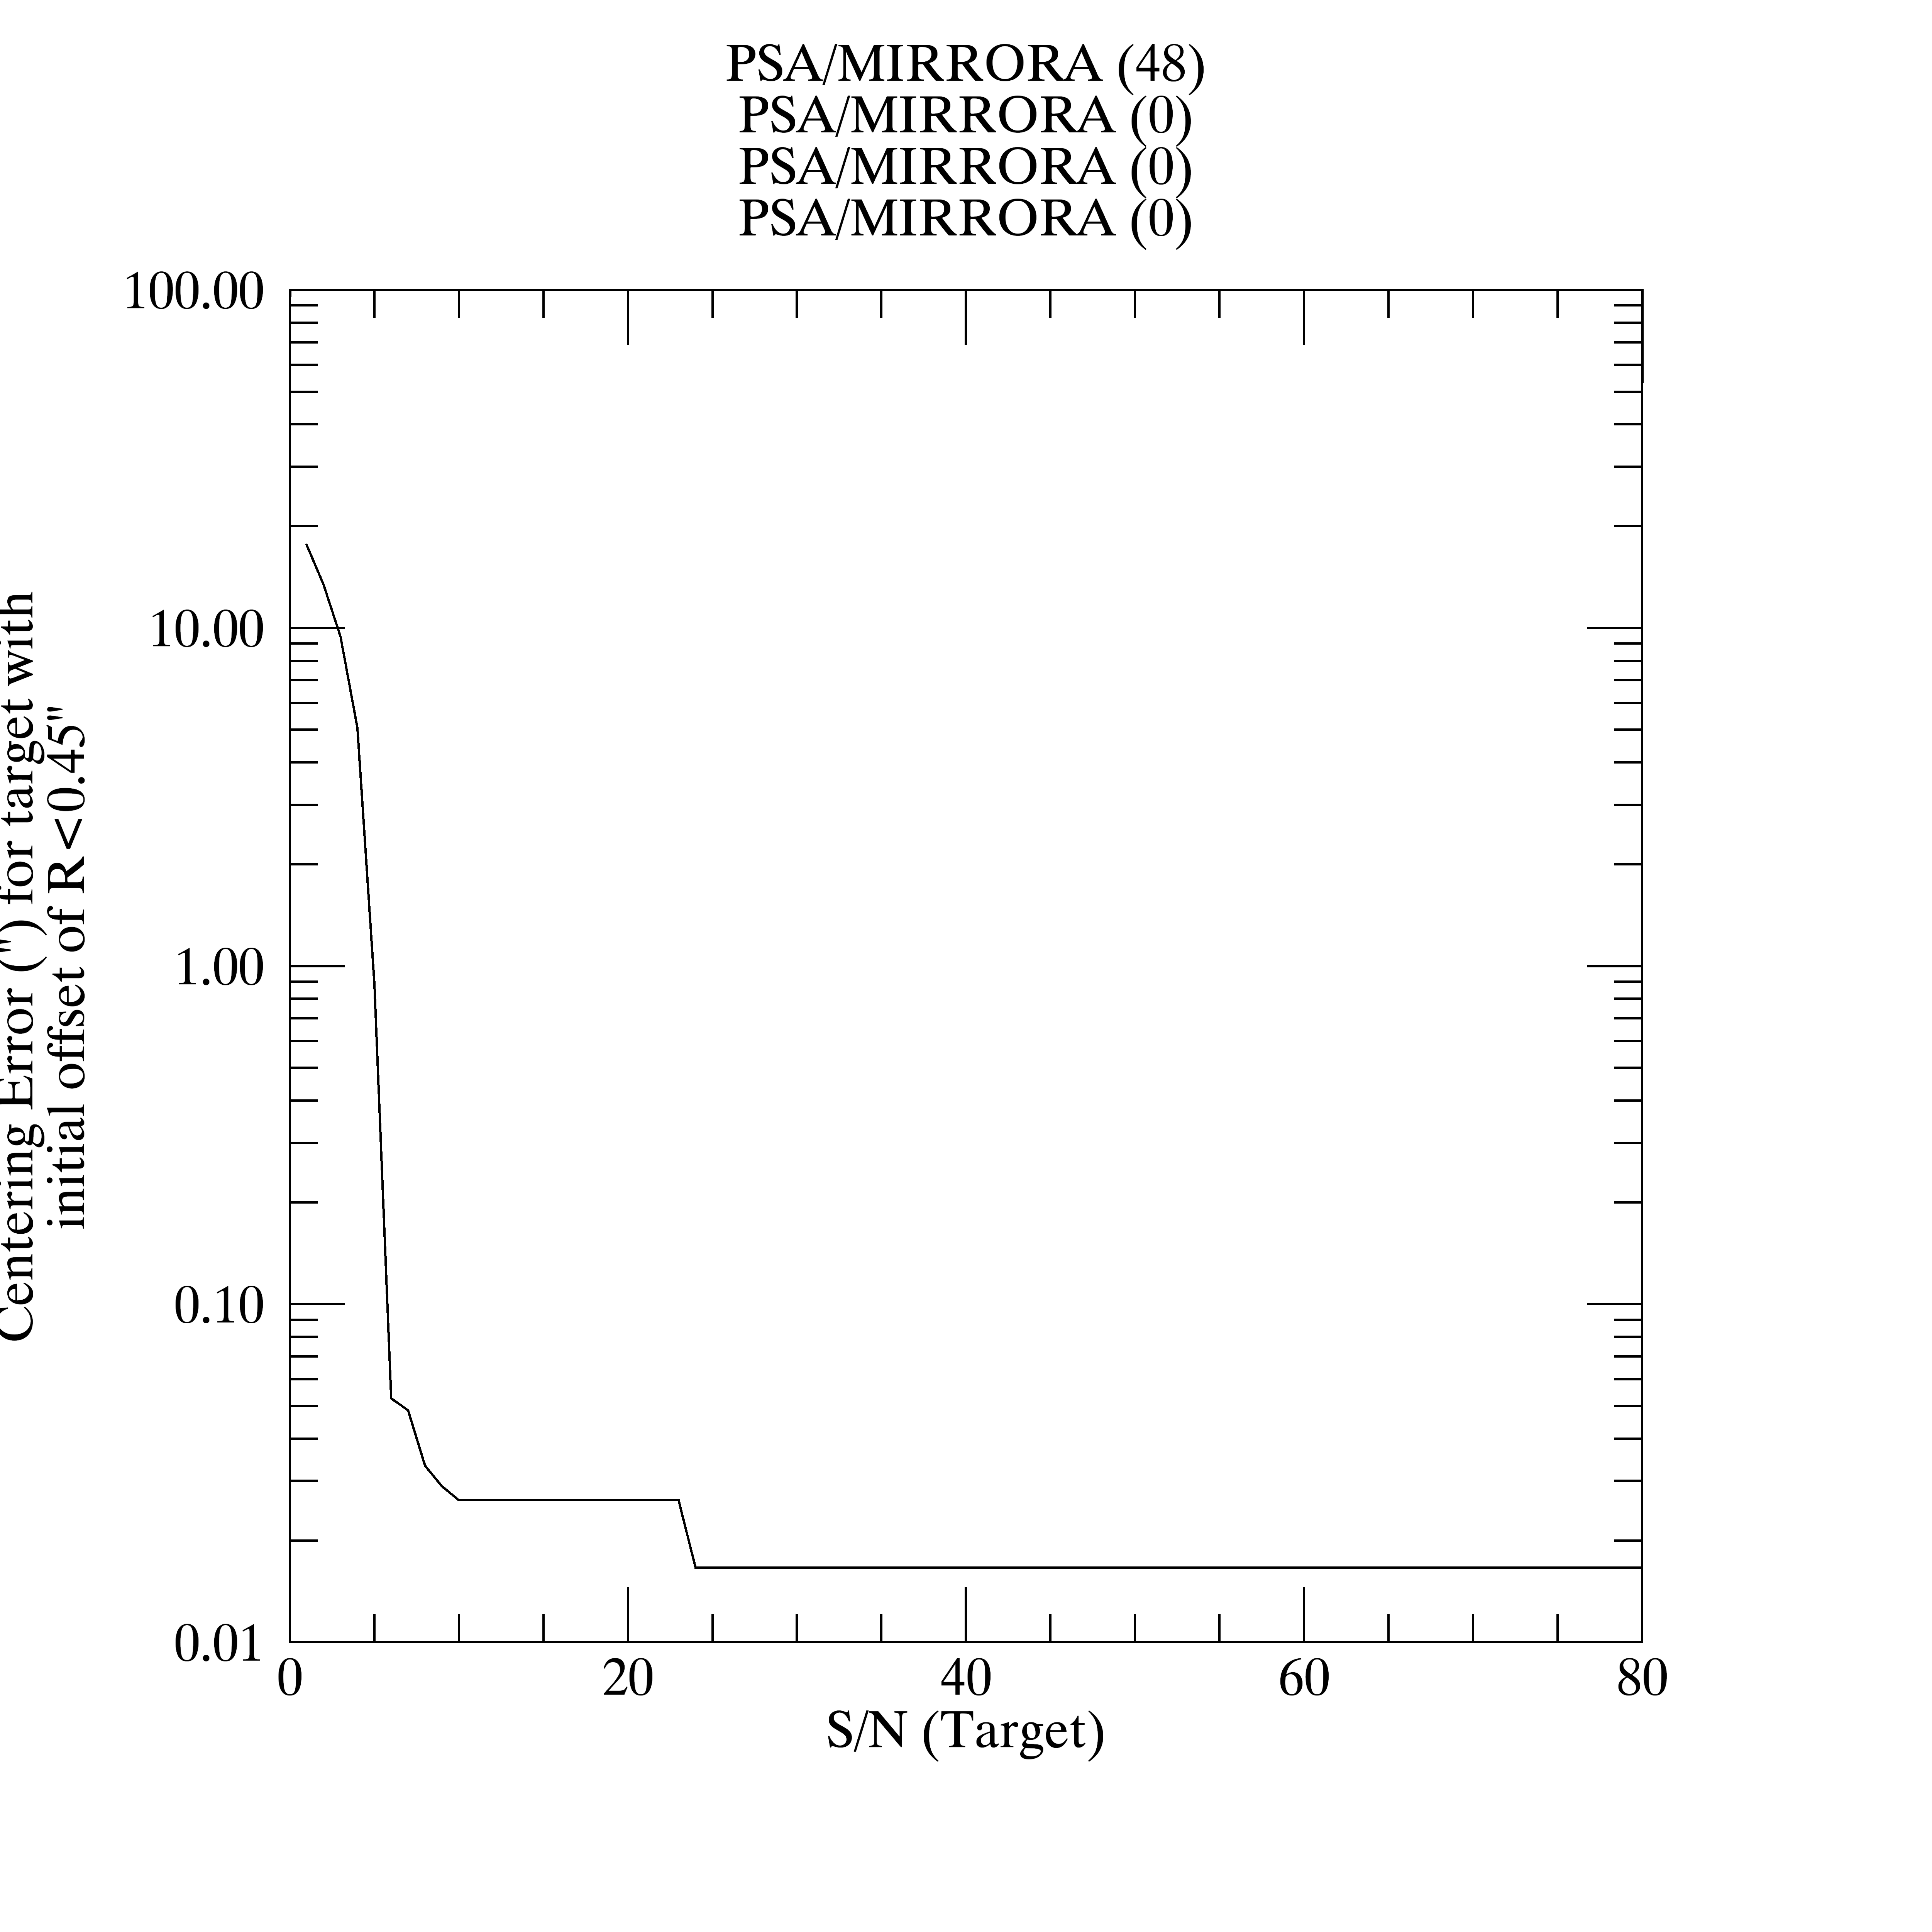 PSA/MIRRORA (48)
PSA/MIRRORA (0)
PSA/MIRRORA (0)
PSA/MIRRORA (0)
100.00
10.00
1.00
0.10
0.01
Centering Error (") for target with
initial offset of R<0.45"
0 20 40 60 80
S/N (Target)